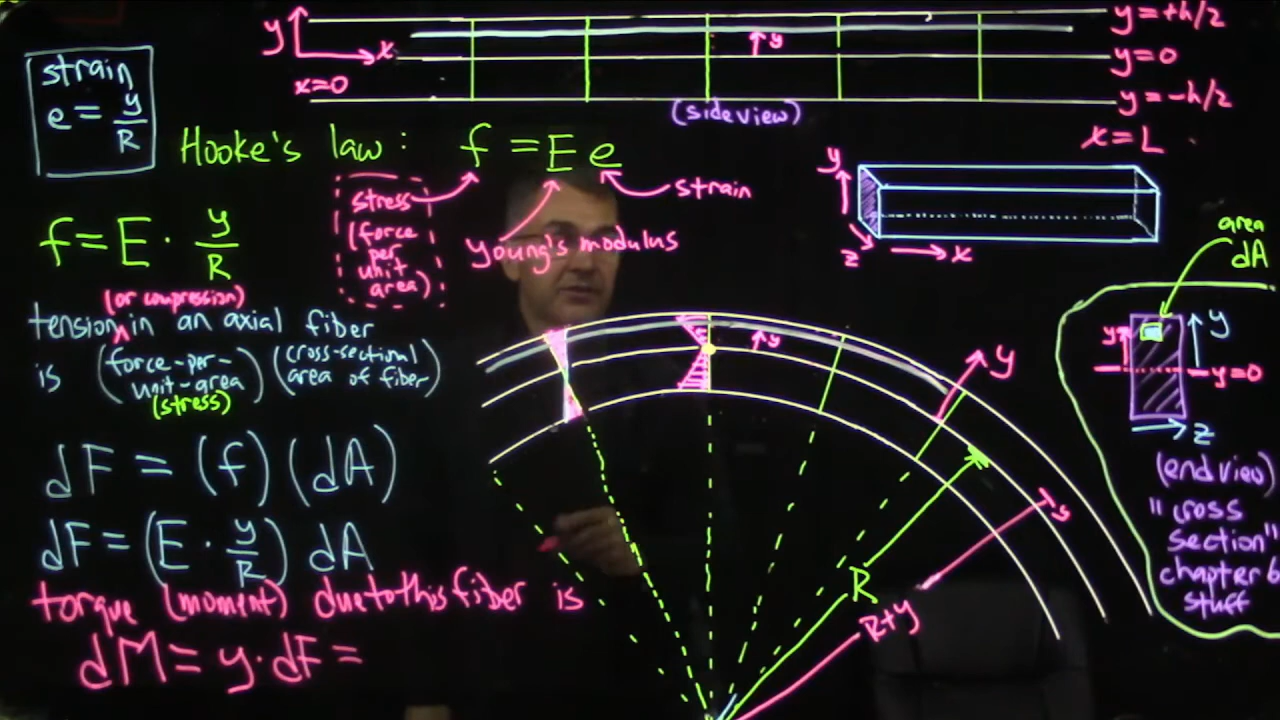 strain
e = y/R
y
x
x=0
y
y=+h/2
y=0
y=-h/2
x=L
(side view)
Hooke's law: f = E e
stress
(force
per
unit
area)
strain
young's modulus
y
z
x
f = E · y/R
(or compression)
tension in an axial fiber
is (force-per-unit-area) (cross-sectional area of fiber)
(stress)
dF = (f) (dA)
dF = (E · y/R) dA
torque (moment) due to this fiber is
dM = y·dF =
y
y
R
R+y
y
area
dA
y
y
y=0
z
(end view)
"cross
section"
chapter 6
stuff